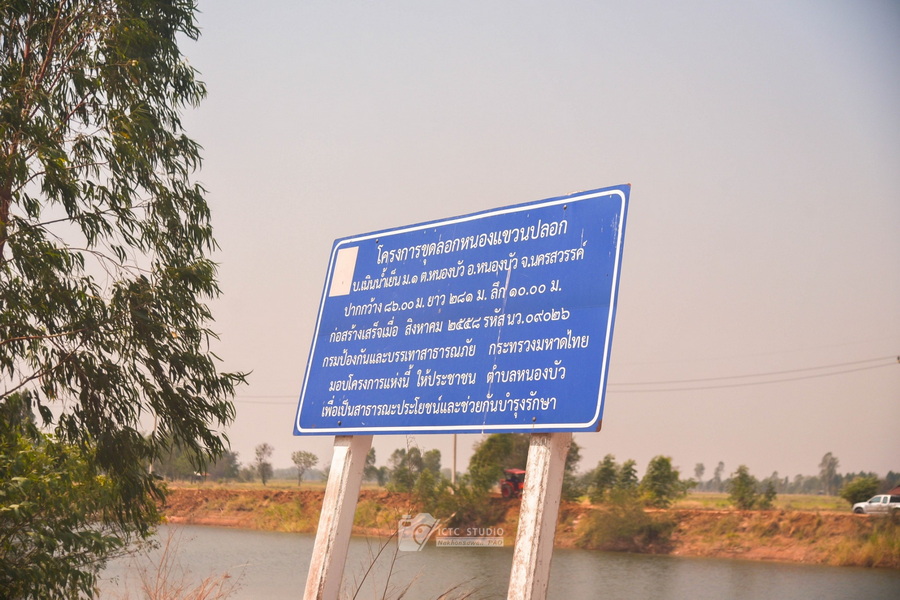 โครงการขุดลอกหนองแขวนปลอก
บ.เนินน้ำเย็น ม.๑ ต.หนองบัว อ.หนองบัว จ.นครสวรรค์
ปากกว้าง ๘๖.๐๐ ม. ยาว ๒๘๑ ม. ลึก ๑๐.๐๐ ม.
ก่อสร้างเสร็จเมื่อ สิงหาคม ๒๕๕๘ รหัส นว.๐๙๐๒๖
กรมป้องกันและบรรเทาสาธารณภัย กระทรวงมหาดไทย
มอบโครงการแห่งนี้ ให้ประชาชน ตำบลหนองบัว
เพื่อเป็นสาธารณะประโยชน์และช่วยกันบำรุงรักษา
ICTC STUDIO
Nakhonsawan PAO